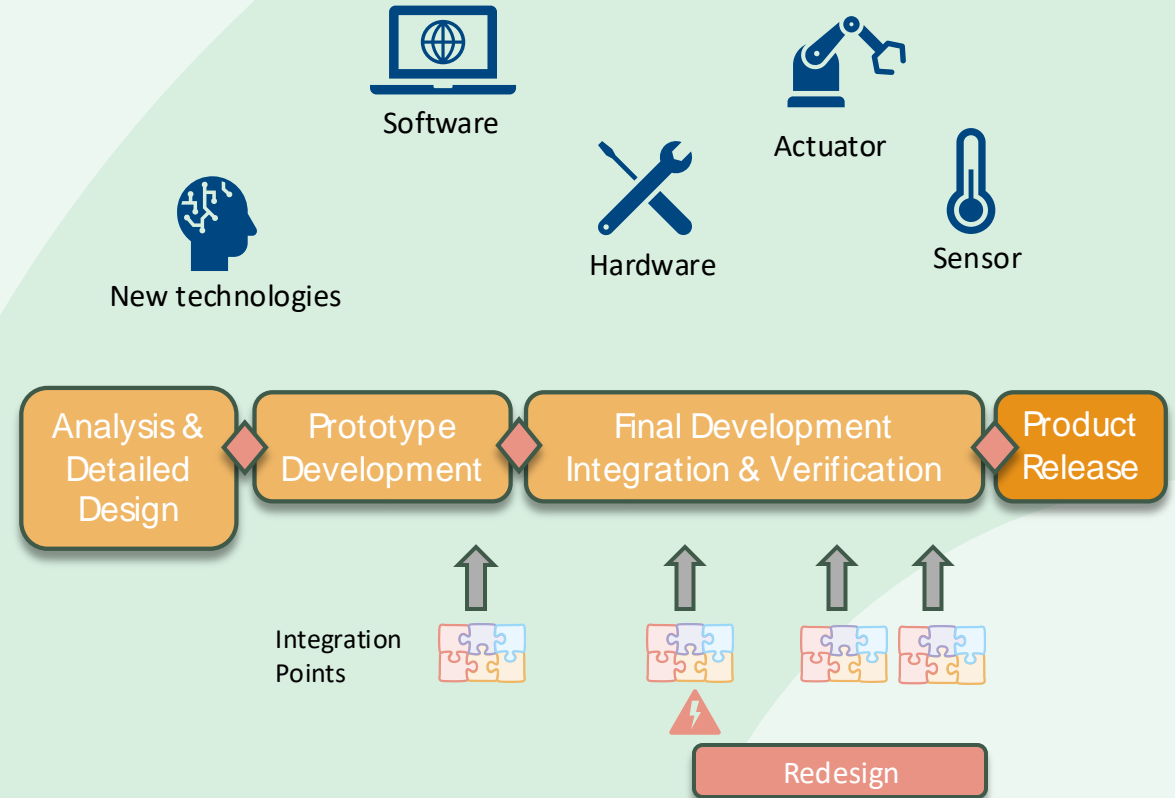 Software
Actuator
Hardware
Sensor
New technologies
Analysis &
Detailed
Design
Prototype
Development
Final Development
Integration & Verification
Product
Release
Integration
Points
Redesign